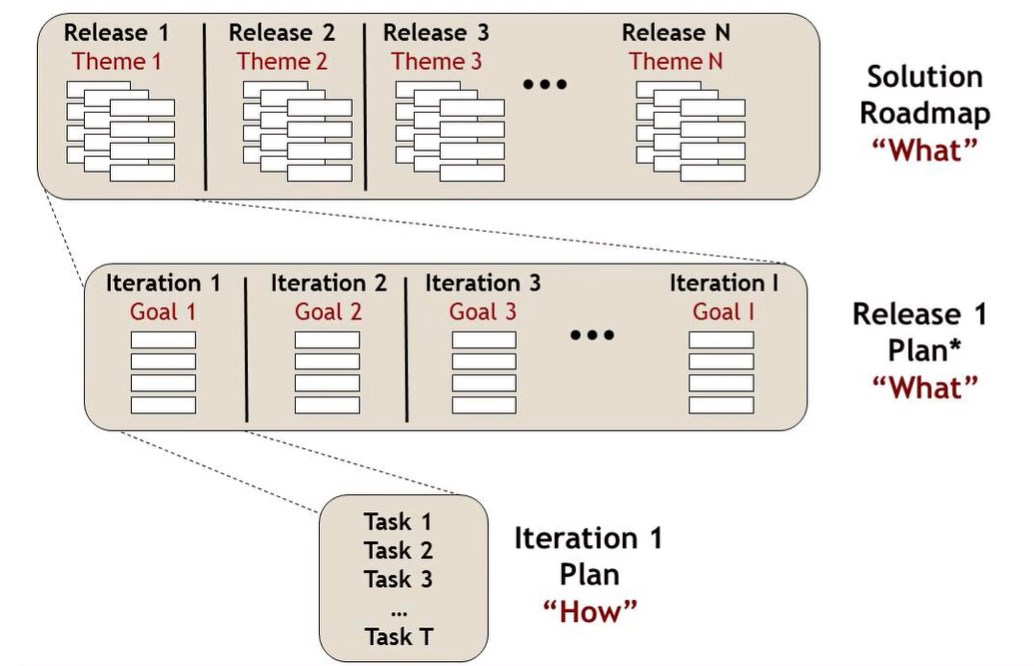 Release 1
Theme 1
Release 2
Theme 2
Release 3
Theme 3
•••
Release N
Theme N
Solution
Roadmap
“What”
Iteration 1
Goal 1
Iteration 2
Goal 2
Iteration 3
Goal 3
•••
Iteration I
Goal I
Release 1
Plan*
“What”
Task 1
Task 2
Task 3
...
Task T
Iteration 1
Plan
“How”